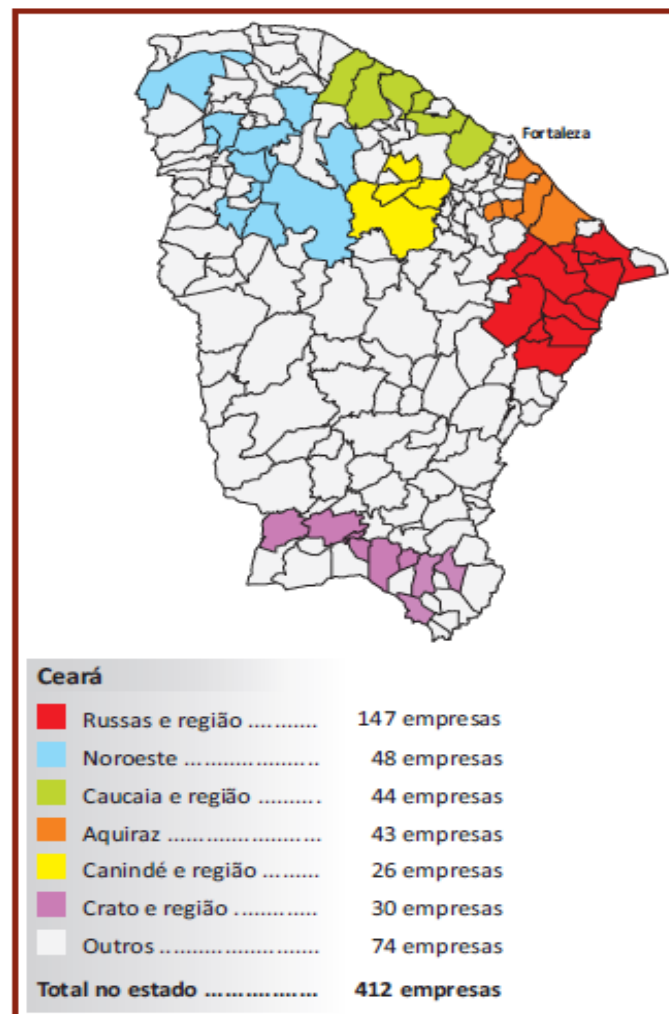 Fortaleza
Ceará
Russas e região ........... 147 empresas
Noroeste ..................... 48 empresas
Caucaia e região .......... 44 empresas
Aquiraz ........................ 43 empresas
Canindé e região ......... 26 empresas
Crato e região ............. 30 empresas
Outros ......................... 74 empresas
Total no estado ................. 412 empresas